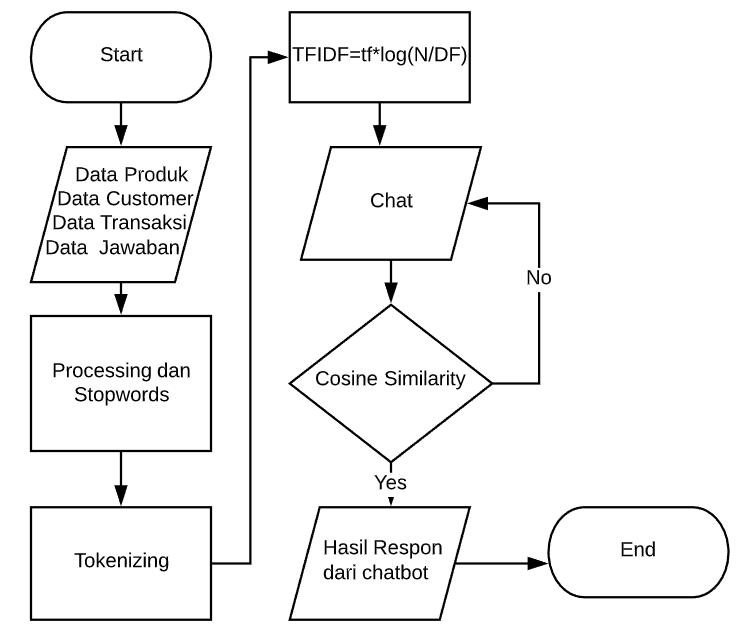 Start
Data Produk
Data Customer
Data Transaksi
Data Jawaban
Processing dan
Stopwords
Tokenizing
TFIDF=tf*log(N/DF)
Chat
No
Cosine Similarity
Yes
Hasil Respon
dari chatbot
End